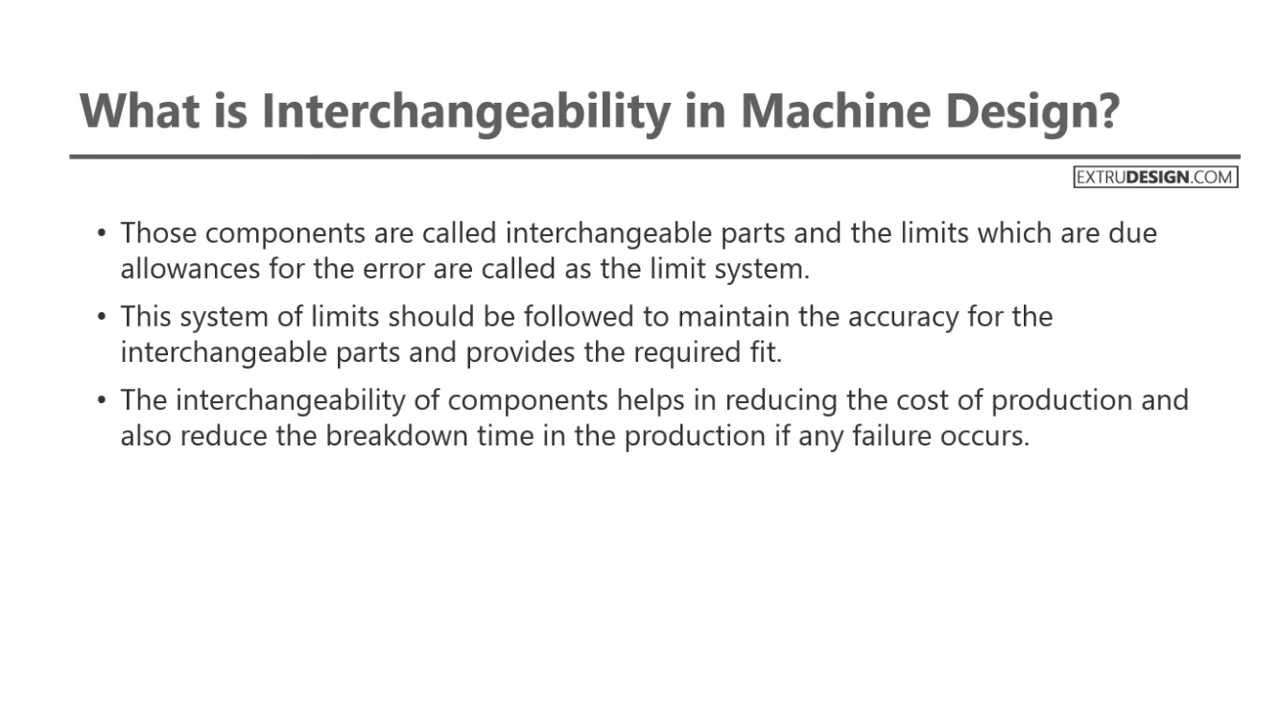 What is Interchangeability in Machine Design?
EXTRUDESIGN.COM
• Those components are called interchangeable parts and the limits which are due
allowances for the error are called as the limit system.
• This system of limits should be followed to maintain the accuracy for the
interchangeable parts and provides the required fit.
• The interchangeability of components helps in reducing the cost of production and
also reduce the breakdown time in the production if any failure occurs.